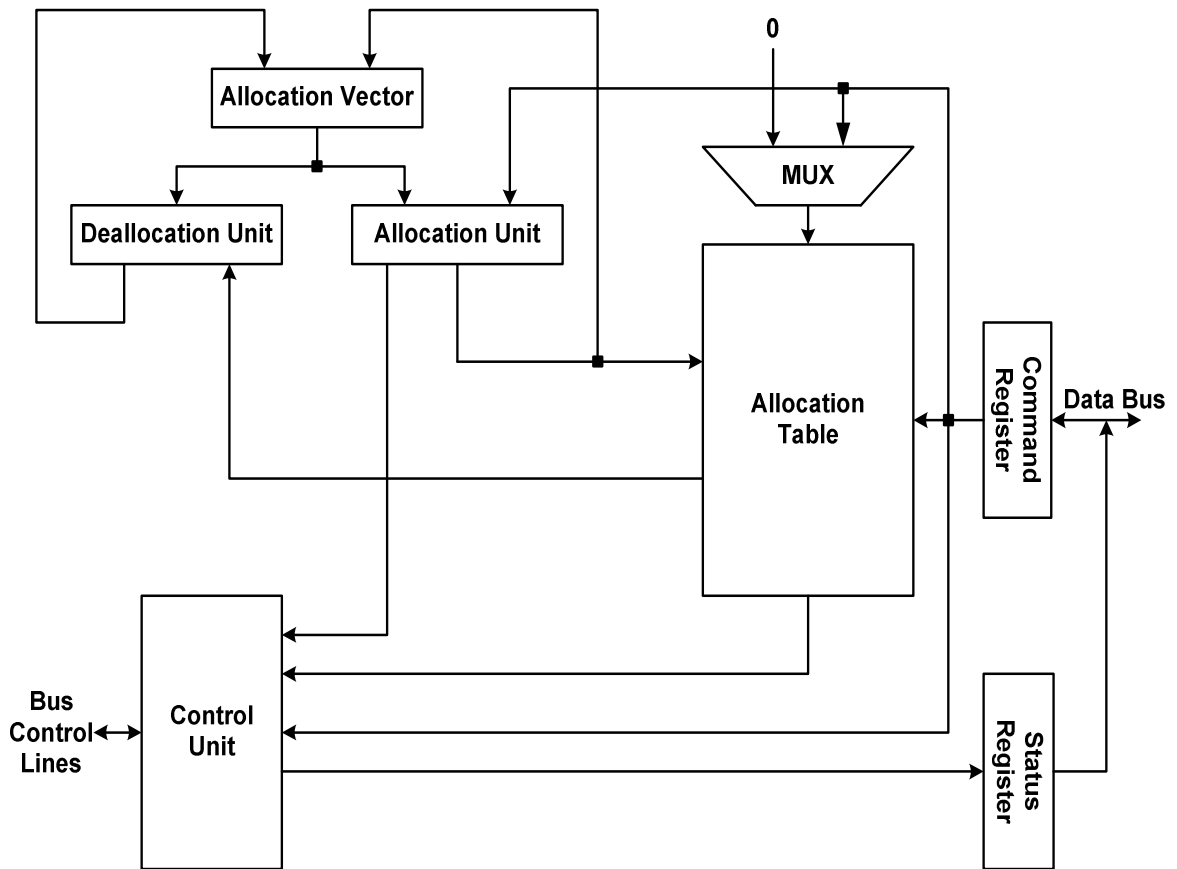 0
Allocation Vector
MUX
Deallocation Unit
Allocation Unit
Allocation
Table
Command
Register
Data Bus
Bus
Control
Lines
Control
Unit
Status
Register